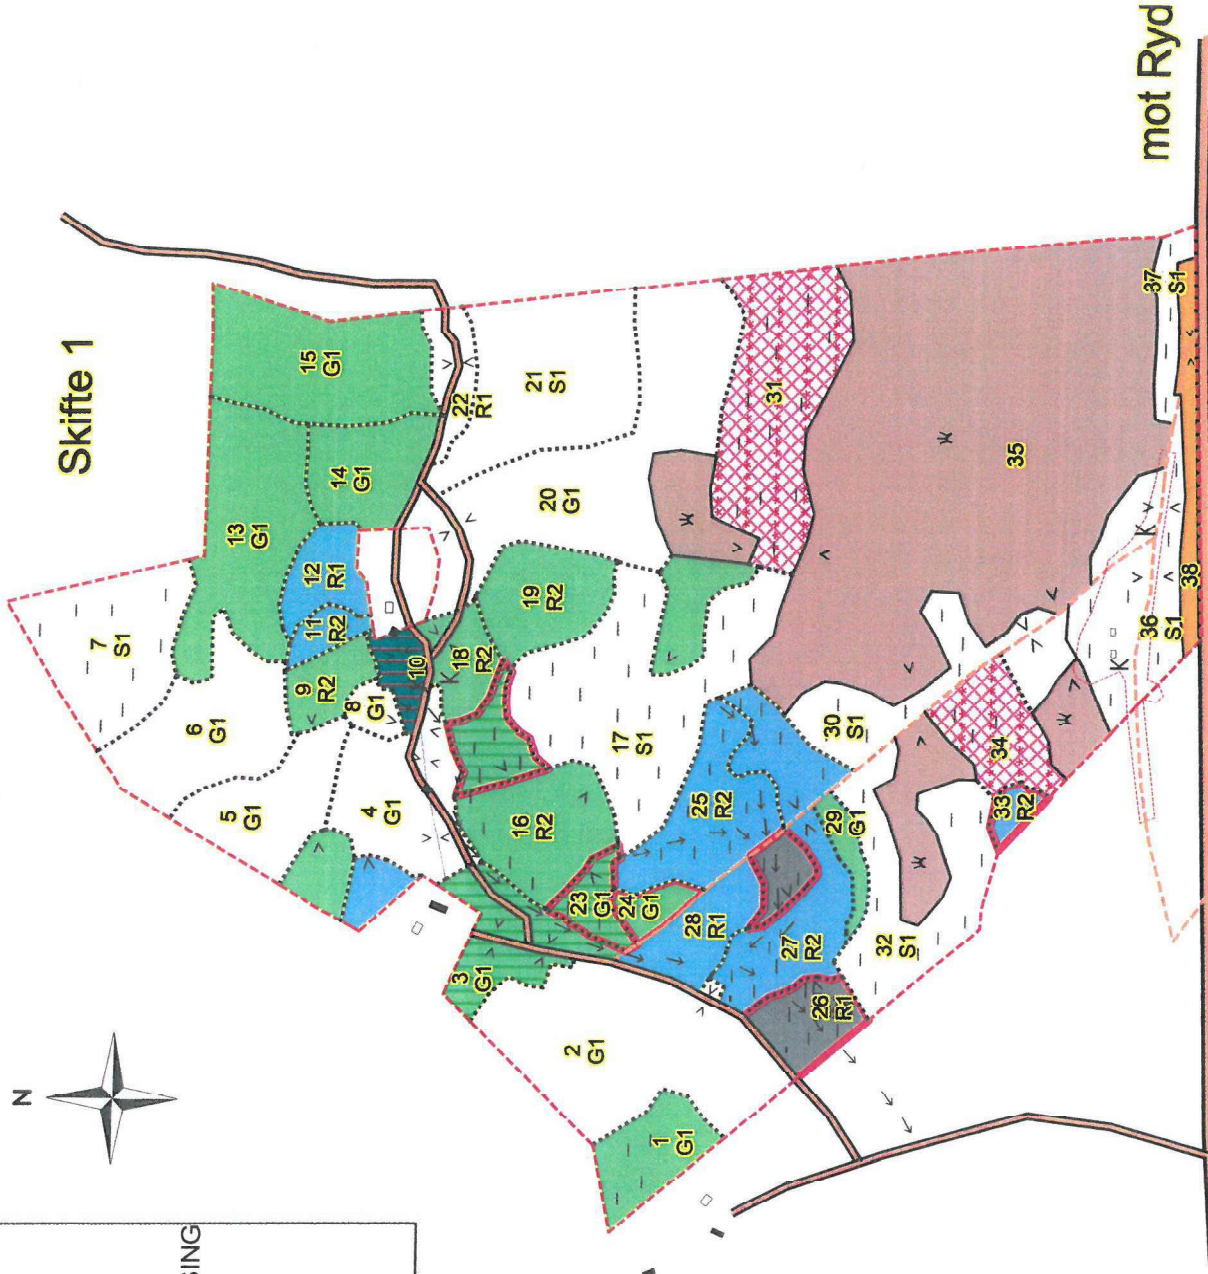 SING
N
Skifte 1
mot Ryd
1
G1
2
G1
3
G1
4
G1
5
G1
6
G1
7
S1
8
G1
9
R2
10
K
11
R2
12
R1
13
G1
14
G1
15
G1
16
R2
17
S1
18
R2
19
R2
20
G1
21
S1
22
R1
23
G1
24
G1
25
R2
26
R1
27
R2
28
R1
29
G1
30
S1
31
32
S1
33
R2
34
35
36
S1
K
K
37
S1
38